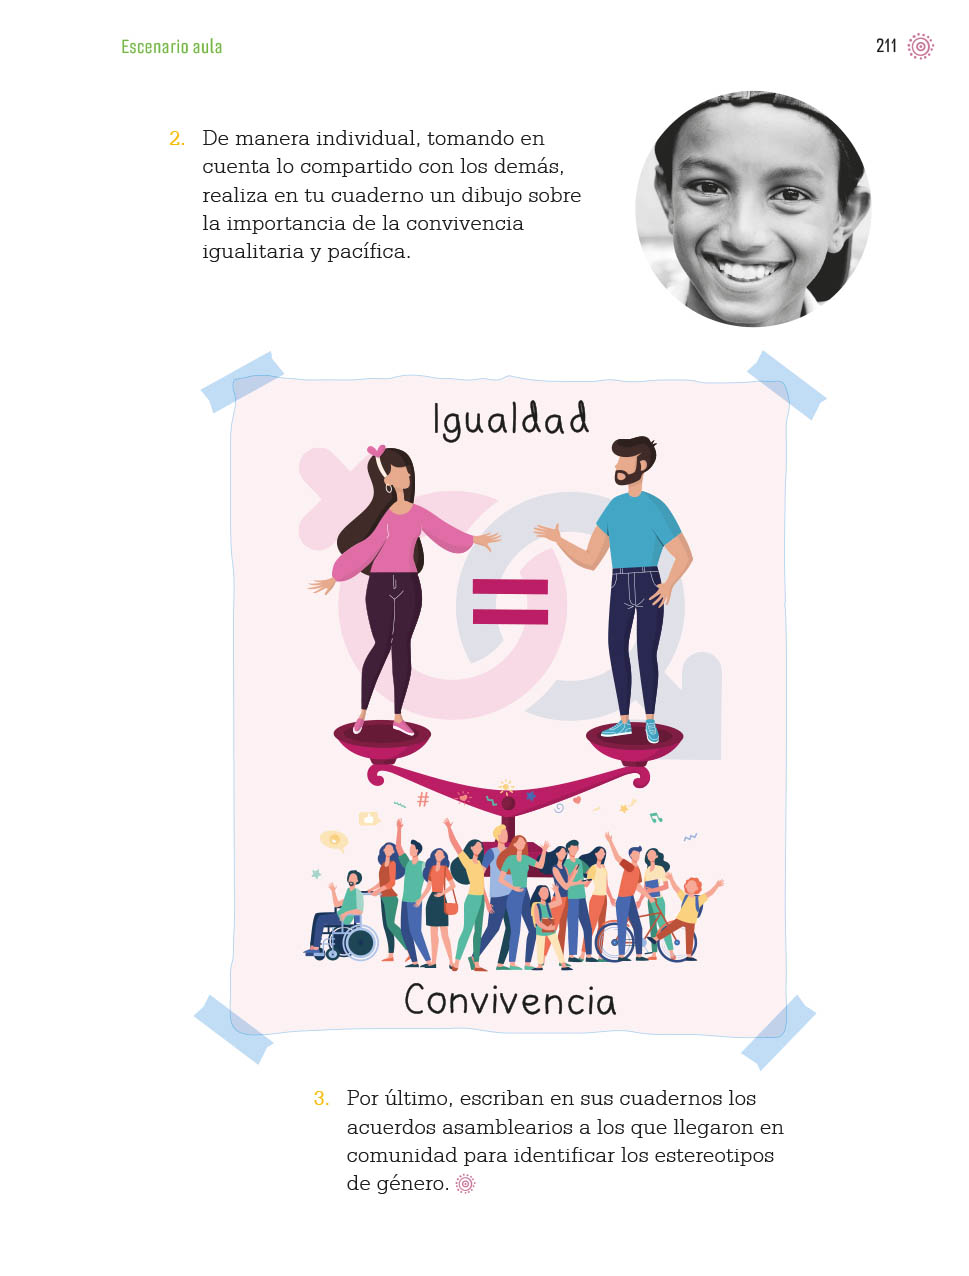 Escenario aula
211
2. De manera individual, tomando en
cuenta lo compartido con los demás,
realiza en tu cuaderno un dibujo sobre
la importancia de la convivencia
igualitaria y pacífica.
Igualdad
=
#
Convivencia
3. Por último, escriban en sus cuadernos los
acuerdos asamblearios a los que llegaron en
comunidad para identificar los estereotipos
de género.